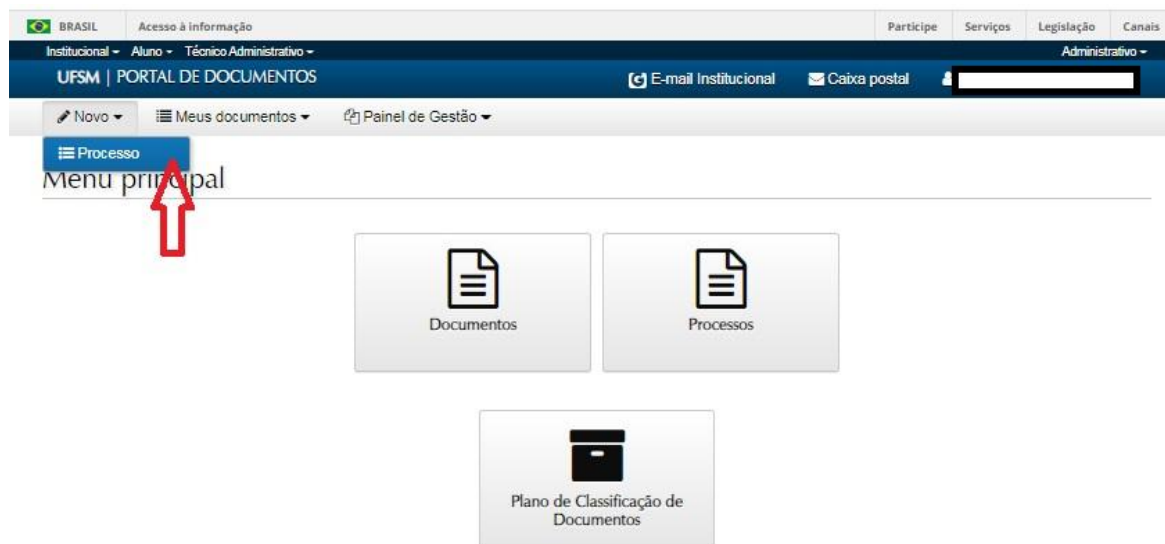 BRASIL Acesso à informação Participe Serviços Legislação Canais
Institucional Aluno Técnico Administrativo Administrativo
UFSM | PORTAL DE DOCUMENTOS E-mail Institucional Caixa postal
Novo Meus documentos Painel de Gestão
Processo
Menu principal
Documentos Processos
Plano de Classificação de
Documentos